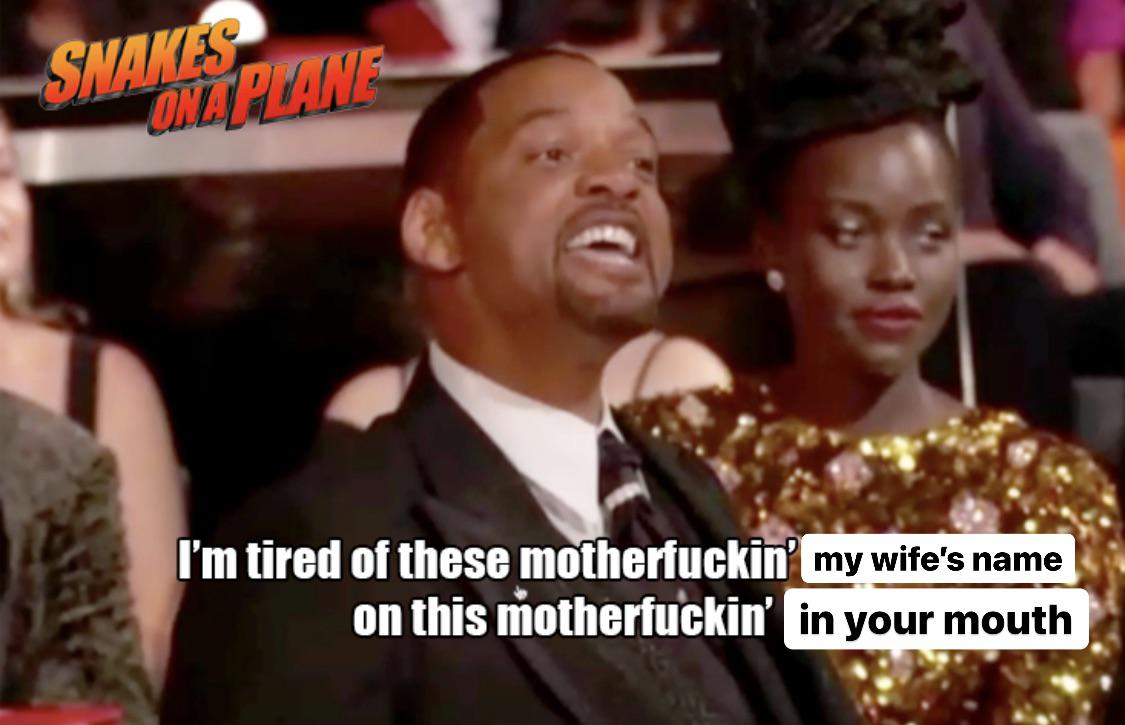 SNAKES
ON A PLANE
I'm tired of these motherfuckin' my wife's name
on this motherfuckin' in your mouth